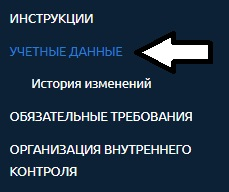 ИНСТРУКЦИИ
УЧЕТНЫЕ ДАННЫЕ
История изменений
ОБЯЗАТЕЛЬНЫЕ ТРЕБОВАНИЯ
ОРГАНИЗАЦИЯ ВНУТРЕННЕГО
КОНТРОЛЯ